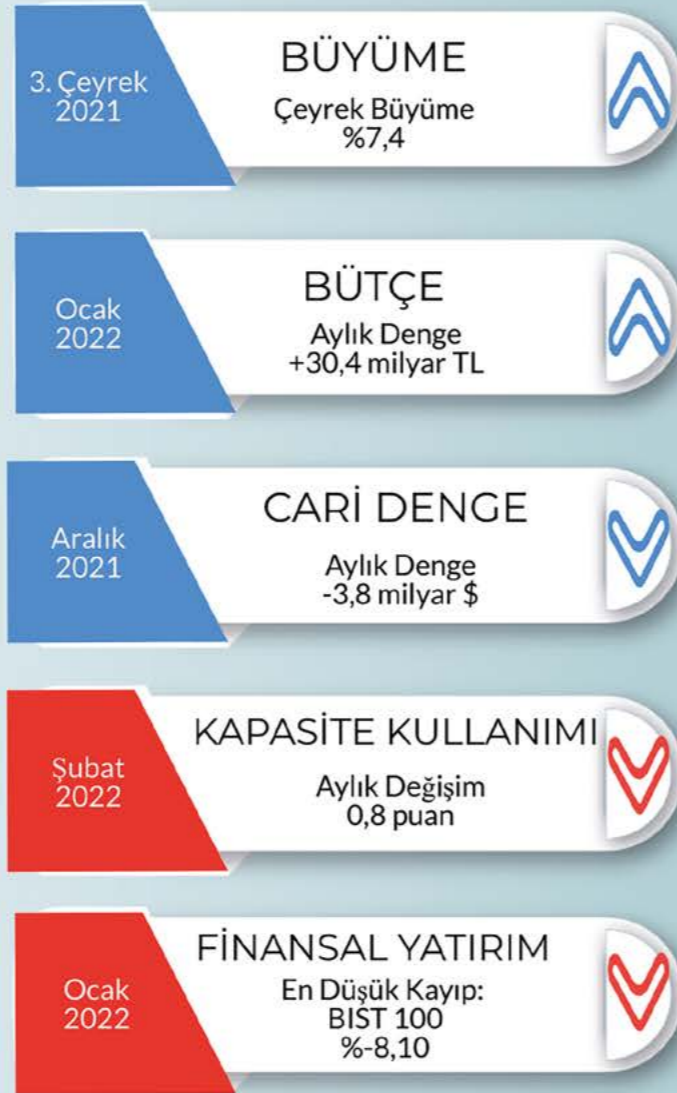 3. Çeyrek
2021
BÜYÜME
Çeyrek Büyüme
%7,4
Ocak
2022
BÜTÇE
Aylık Denge
+30,4 milyar TL
Aralık
2021
CARİ DENGE
Aylık Denge
-3,8 milyar $
Şubat
2022
KAPASİTE KULLANIMI
Aylık Değişim
0,8 puan
Ocak
2022
FİNANSAL YATIRIM
En Düşük Kayıp:
BIST 100
%-8,10